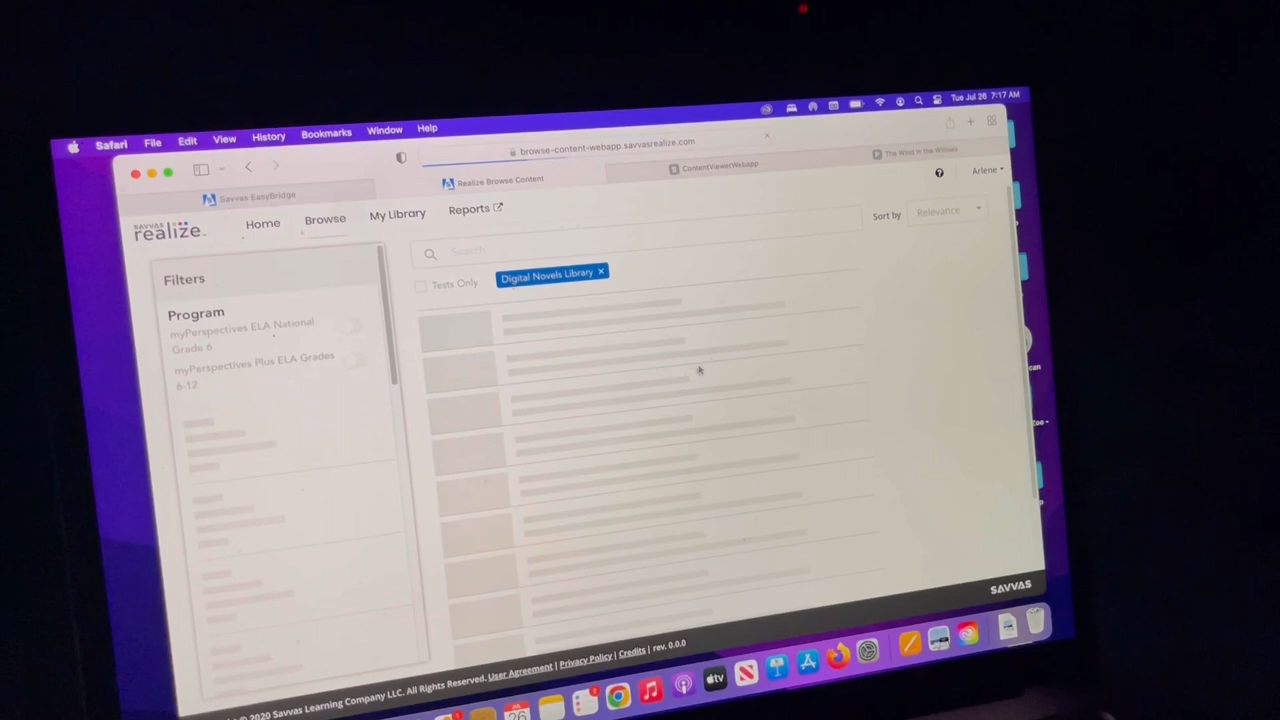 Safari File Edit View History Bookmarks Window Help Tue Jul 26 7:17 AM
browse-content-webapp.savvasrealize.com
Savvas EasyBridge Realize Browse Content ContentViewerWebapp The Wind in the Willows
SAVVAS realize Home Browse My Library Reports Arlene
Search Sort by Relevance
Tests Only Digital Novels Library
Filters
Program
myPerspectives ELA National
Grade 6
myPerspectives Plus ELA Grades
6-12
SAVVAS
2020 Savvas Learning Company LLC. All Rights Reserved. User Agreement | Privacy Policy | Credits | rev. 0.0.0
JUL
26
tv